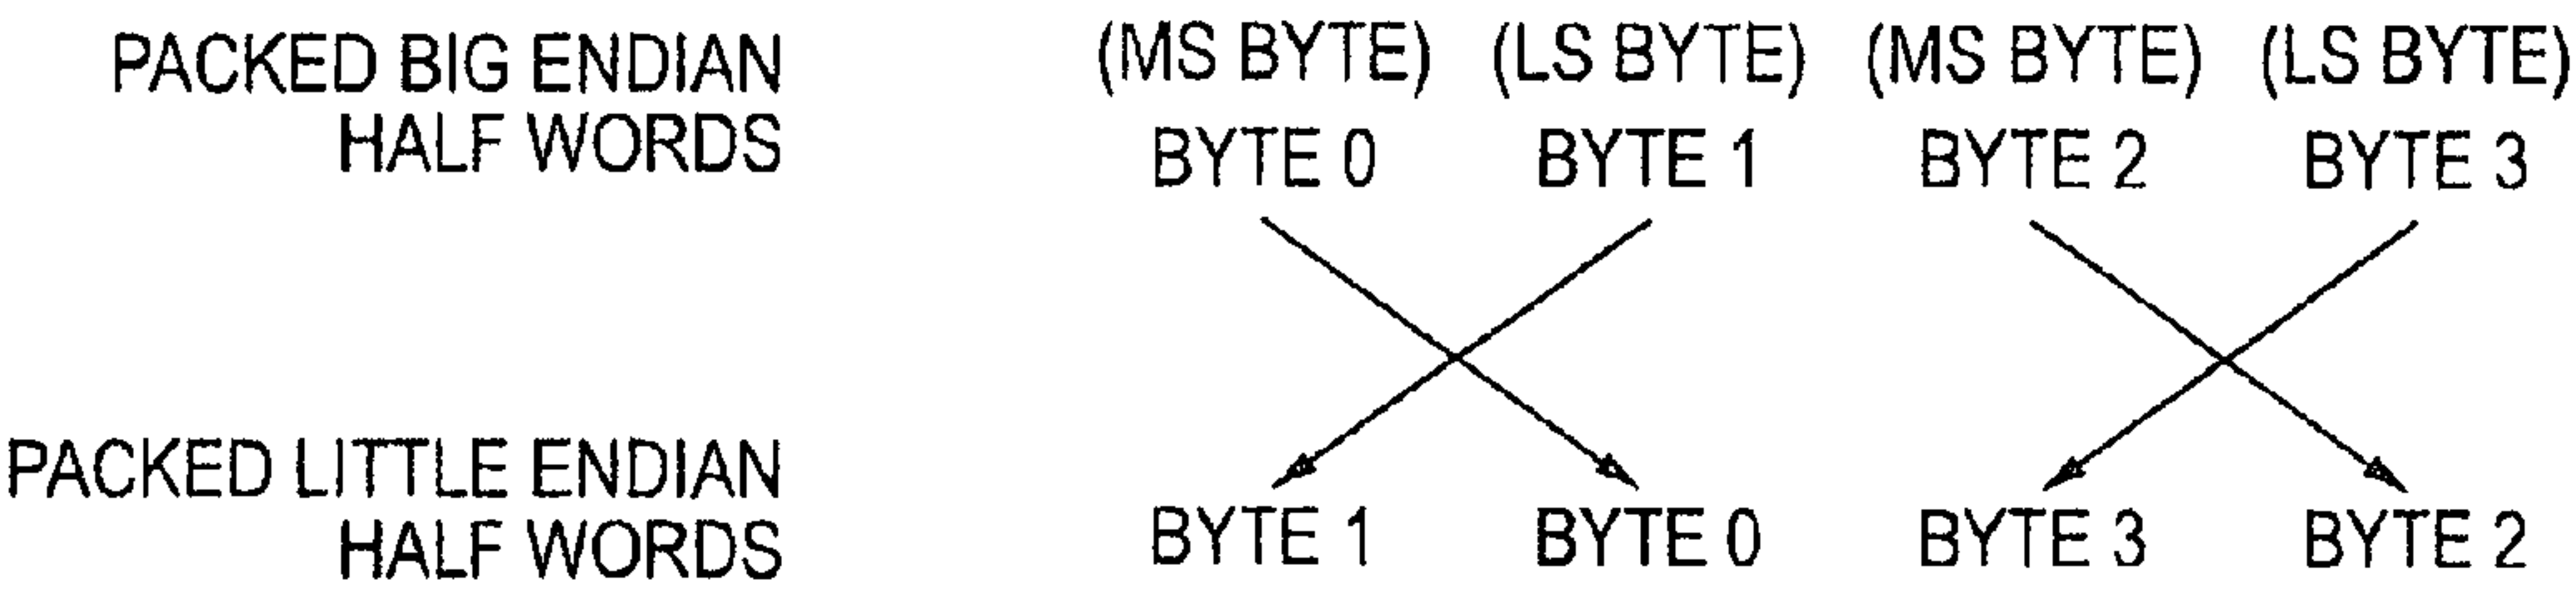 PACKED BIG ENDIAN
HALF WORDS
(MS BYTE) (LS BYTE) (MS BYTE) (LS BYTE)
BYTE 0 BYTE 1 BYTE 2 BYTE 3
PACKED LITTLE ENDIAN
HALF WORDS
BYTE 1 BYTE 0 BYTE 3 BYTE 2